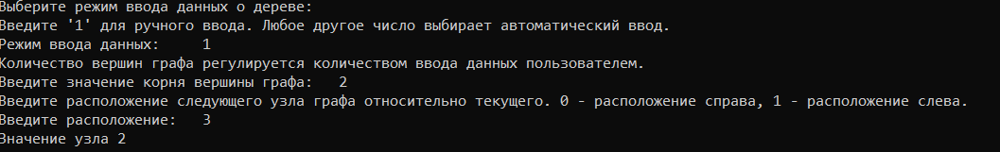 Выберите режим ввода данных о дереве:
Введите '1' для ручного ввода. Любое другое число выбирает автоматический ввод.
Режим ввода данных: 1
Количество вершин графа регулируется количеством ввода данных пользователем.
Введите значение корня вершины графа: 2
Введите расположение следующего узла графа относительно текущего. 0 - расположение справа, 1 - расположение слева.
Введите расположение: 3
Значение узла 2